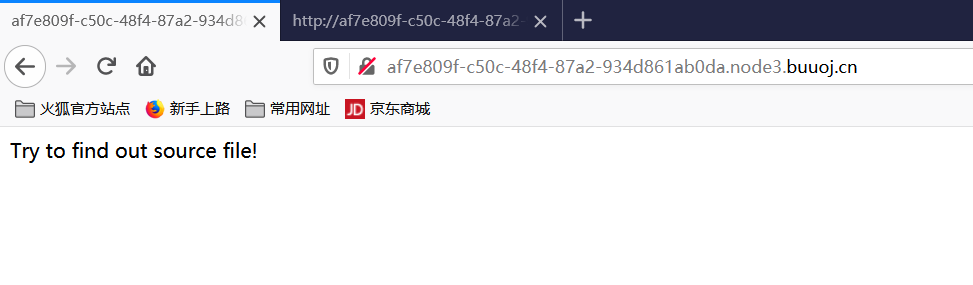 af7e809f-c50c-48f4-87a2-934d8 http://af7e809f-c50c-48f4-87a2-
af7e809f-c50c-48f4-87a2-934d861ab0da.node3.buuoj.cn
火狐官方站点 新手上路 常用网址 JD 京东商城
Try to find out source file!